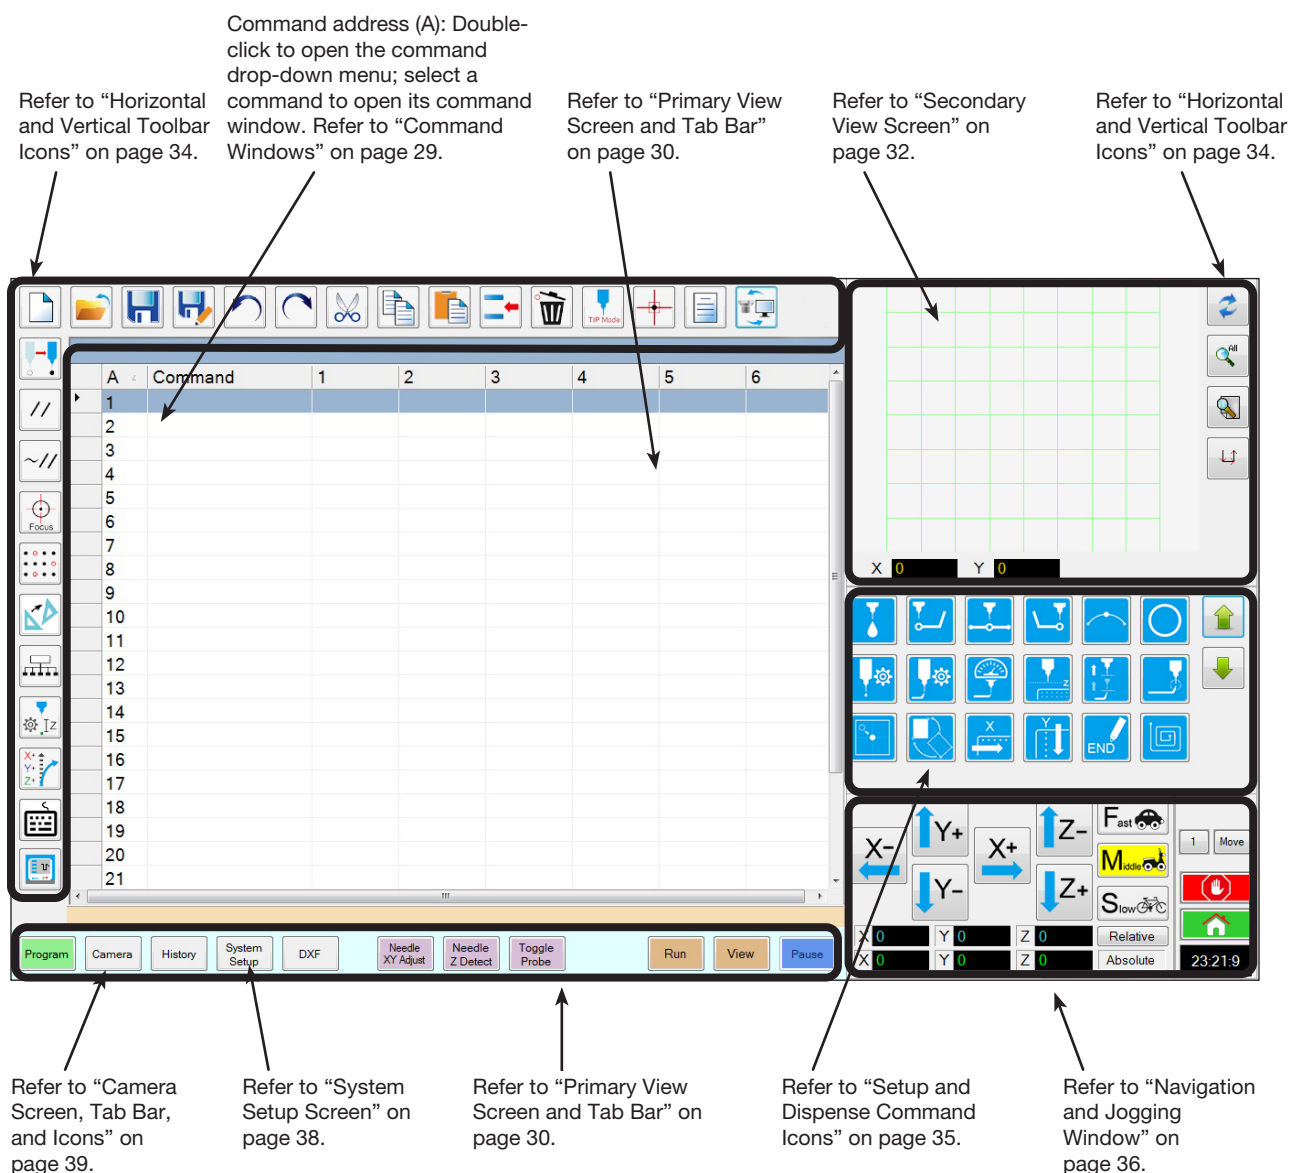 Command address (A): Double-
click to open the command
drop-down menu; select a
command to open its command
window. Refer to “Command
Windows” on page 29.
Refer to “Horizontal
and Vertical Toolbar
Icons” on page 34.
Refer to “Primary View
Screen and Tab Bar”
on page 30.
Refer to “Secondary
View Screen” on
page 32.
Refer to “Horizontal
and Vertical Toolbar
Icons” on page 34.
TIP Mode
All
A Command 1 2 3 4 5 6
1
2
3
4
5
6
7
8
9
10
11
12
13
14
15
16
17
18
19
20
21
//
~//
Focus
Z
X+
Y+
Z+
X 0 Y 0
Z
X
Y
END
X-
Y+
Y-
X+
Z-
Z+
Fast
Middle
Slow
1 Move
X 0 Y 0 Z 0 Relative
X 0 Y 0 Z 0 Absolute
23:21:9
Program
Camera
History
System
Setup
DXF
Needle
XY Adjust
Needle
Z Detect
Toggle
Probe
Run
View
Pause
Refer to “Camera
Screen, Tab Bar,
and Icons” on
page 39.
Refer to “System
Setup Screen” on
page 38.
Refer to “Primary View
Screen and Tab Bar” on
page 30.
Refer to “Setup and
Dispense Command
Icons” on page 35.
Refer to “Navigation
and Jogging
Window” on
page 36.